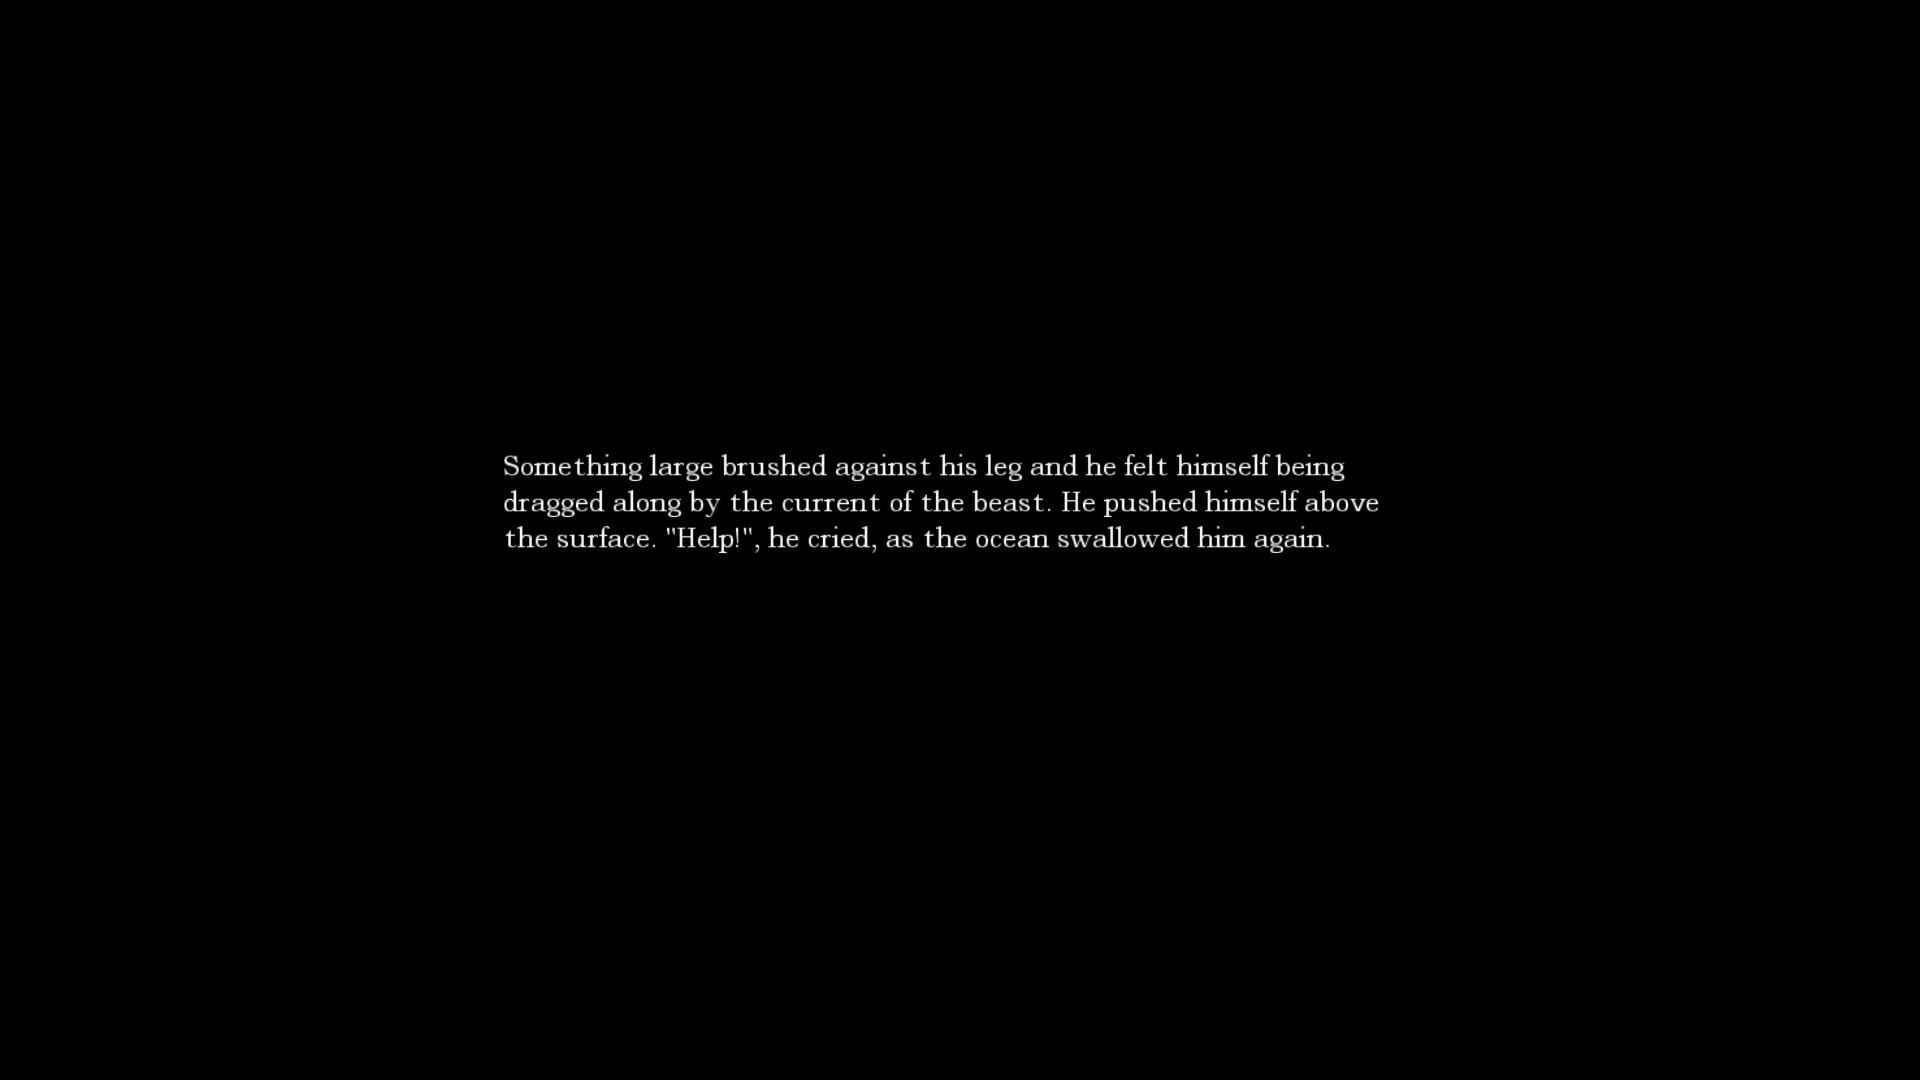 Something large brushed against his leg and he felt himself being
dragged along by the current of the beast. He pushed himself above
the surface. "Help!", he cried, as the ocean swallowed him again.